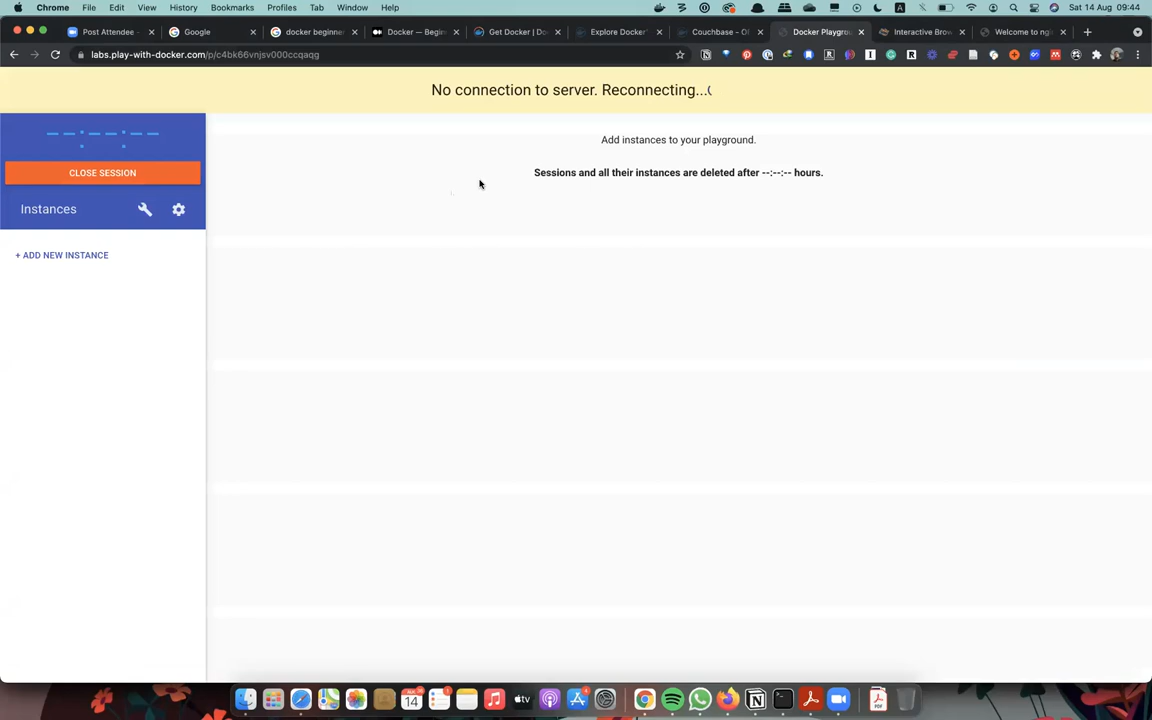 Chrome File Edit View History Bookmarks Profiles Tab Window Help Sat 14 Aug 09:44
Post Attendee - Google docker beginner Docker — Begin Get Docker | Do Explore Docker' Couchbase - Of Docker Playgrou Interactive Brow Welcome to ng
labs.play-with-docker.com/p/c4bk66vnjsv000ccqaqg
No connection to server. Reconnecting...
--:--:--
CLOSE SESSION
Instances
+ ADD NEW INSTANCE
Add instances to your playground.
Sessions and all their instances are deleted after --:--:-- hours.